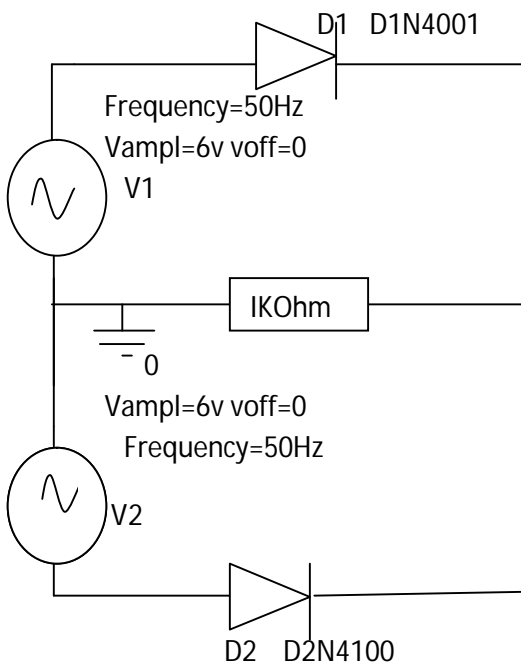 D1 D1N4001
Frequency=50Hz
Vampl=6v voff=0
V1
IKOhm
0
Vampl=6v voff=0
Frequency=50Hz
V2
D2 D2N4100